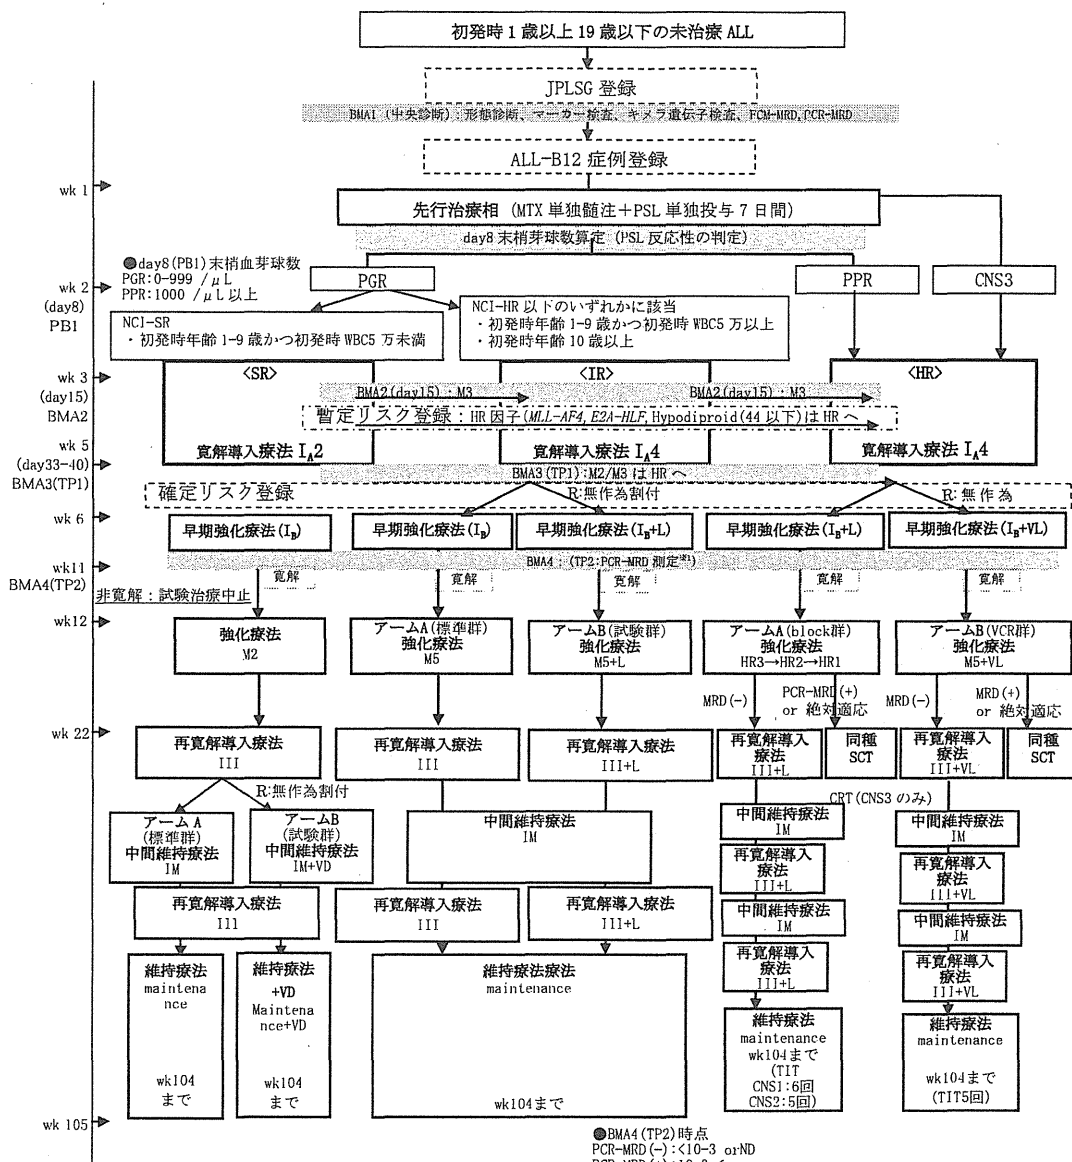 初発時1歳以上19歳以下の未治療ALL
JPLSG 登録
BMA1 (中央診断):形態診断、マーカー検査、キメラ遺伝子検査、FCM-MRD,PCR-MRD
ALL-B12 症例登録
wk 1
先行治療相 (MTX 単独髄注+PSL 単独投与7日間)
day8 末梢芽球数算定 (PSL 反応性の判定)
●day8(PB1)末梢血芽球数
PGR:0-999 /μL
PPR:1000 /μL以上
wk 2
(day8)
PB1
PGR
PPR
CNS3
NCI-SR
・初発時年齢1-9歳かつ初発時WBC5万未満
NCI-HR 以下のいずれかに該当
・初発時年齢1-9歳かつ初発時WBC5万以上
・初発時年齢10歳以上
wk 3
(day15)
BMA2
<SR>
<IR>
<HR>
BMA2(day15):M3
BMA2(day15):M3
暫定リスク登録:HR因子(MLL-AF4, E2A-HLF, Hypodiproid(44以下)はHRへ
wk 5
(day33-40)
BMA3(TP1)
寛解導入療法 IA2
寛解導入療法 IA4
寛解導入療法 IA4
BMA3(TP1):M2/M3はHRへ
確定リスク登録
R:無作為割付
R:無作為
wk 6
早期強化療法(IB)
早期強化療法(IB)
早期強化療法(IB+L)
早期強化療法(IB+L)
早期強化療法(IB+VL)
wk11
BMA4(TP2)
BMA4:(TP2:PCR-MRD 測定※1)
寛解
寛解
寛解
寛解
寛解
非寛解:試験治療中止
wk12
強化療法
M2
アームA(標準群)
強化療法
M5
アームB(試験群)
強化療法
M5+L
アームA(block群)
強化療法
HR3→HR2→HR1
アームB(VCR群)
強化療法
M5+VL
MRD(-)
PCR-MRD(+)
or 絶対適応
MRD(-)
MRD(+)
or 絶対適応
wk 22
再寛解導入療法
III
再寛解導入療法
III
再寛解導入療法
III+L
再寛解導入
療法
III+L
同種
SCT
再寛解導入
療法
III+VL
同種
SCT
R:無作為割付
CRT(CNS3のみ)
アームA
(標準群)
中間維持療法
IM
アームB
(試験群)
中間維持療法
IM+VD
中間維持療法
IM
中間維持療法
IM
中間維持療法
IM
再寛解導入
療法
III+L
再寛解導入
療法
III+VL
再寛解導入療法
III
再寛解導入療法
III
再寛解導入療法
III+L
中間維持療法
IM
中間維持療法
IM
再寛解導入
療法
III+L
再寛解導入
療法
III+VL
維持療法
maintena
nce
wk104
まで
維持療法
+VD
Maintena
nce+VD
wk104
まで
維持療法療法
maintenance
wk104まで
維持療法
maintenance
wk104まで
(TIT
CNS1:6回
CNS2:5回)
維持療法
maintenance
wk104まで
(TIT5回)
wk 105
●BMA4(TP2)時点
PCR-MRD(-):<10-3 orND